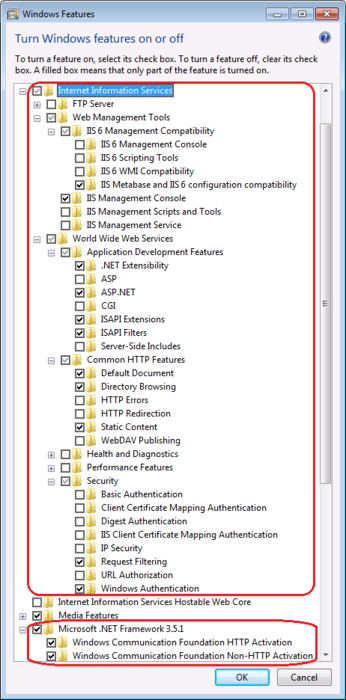 Windows Features
Turn Windows features on or off
To turn a feature on, select its check box. To turn a feature off, clear its check
box. A filled box means that only part of the feature is turned on.
Internet Information Services
FTP Server
Web Management Tools
IIS 6 Management Compatibility
IIS 6 Management Console
IIS 6 Scripting Tools
IIS 6 WMI Compatibility
IIS Metabase and IIS 6 configuration compatibility
IIS Management Console
IIS Management Scripts and Tools
IIS Management Service
World Wide Web Services
Application Development Features
.NET Extensibility
ASP
ASP.NET
CGI
ISAPI Extensions
ISAPI Filters
Server-Side Includes
Common HTTP Features
Default Document
Directory Browsing
HTTP Errors
HTTP Redirection
Static Content
WebDAV Publishing
Health and Diagnostics
Performance Features
Security
Basic Authentication
Client Certificate Mapping Authentication
Digest Authentication
IIS Client Certificate Mapping Authentication
IP Security
Request Filtering
URL Authorization
Windows Authentication
Internet Information Services Hostable Web Core
Media Features
Microsoft .NET Framework 3.5.1
Windows Communication Foundation HTTP Activation
Windows Communication Foundation Non-HTTP Activation
OK Cancel